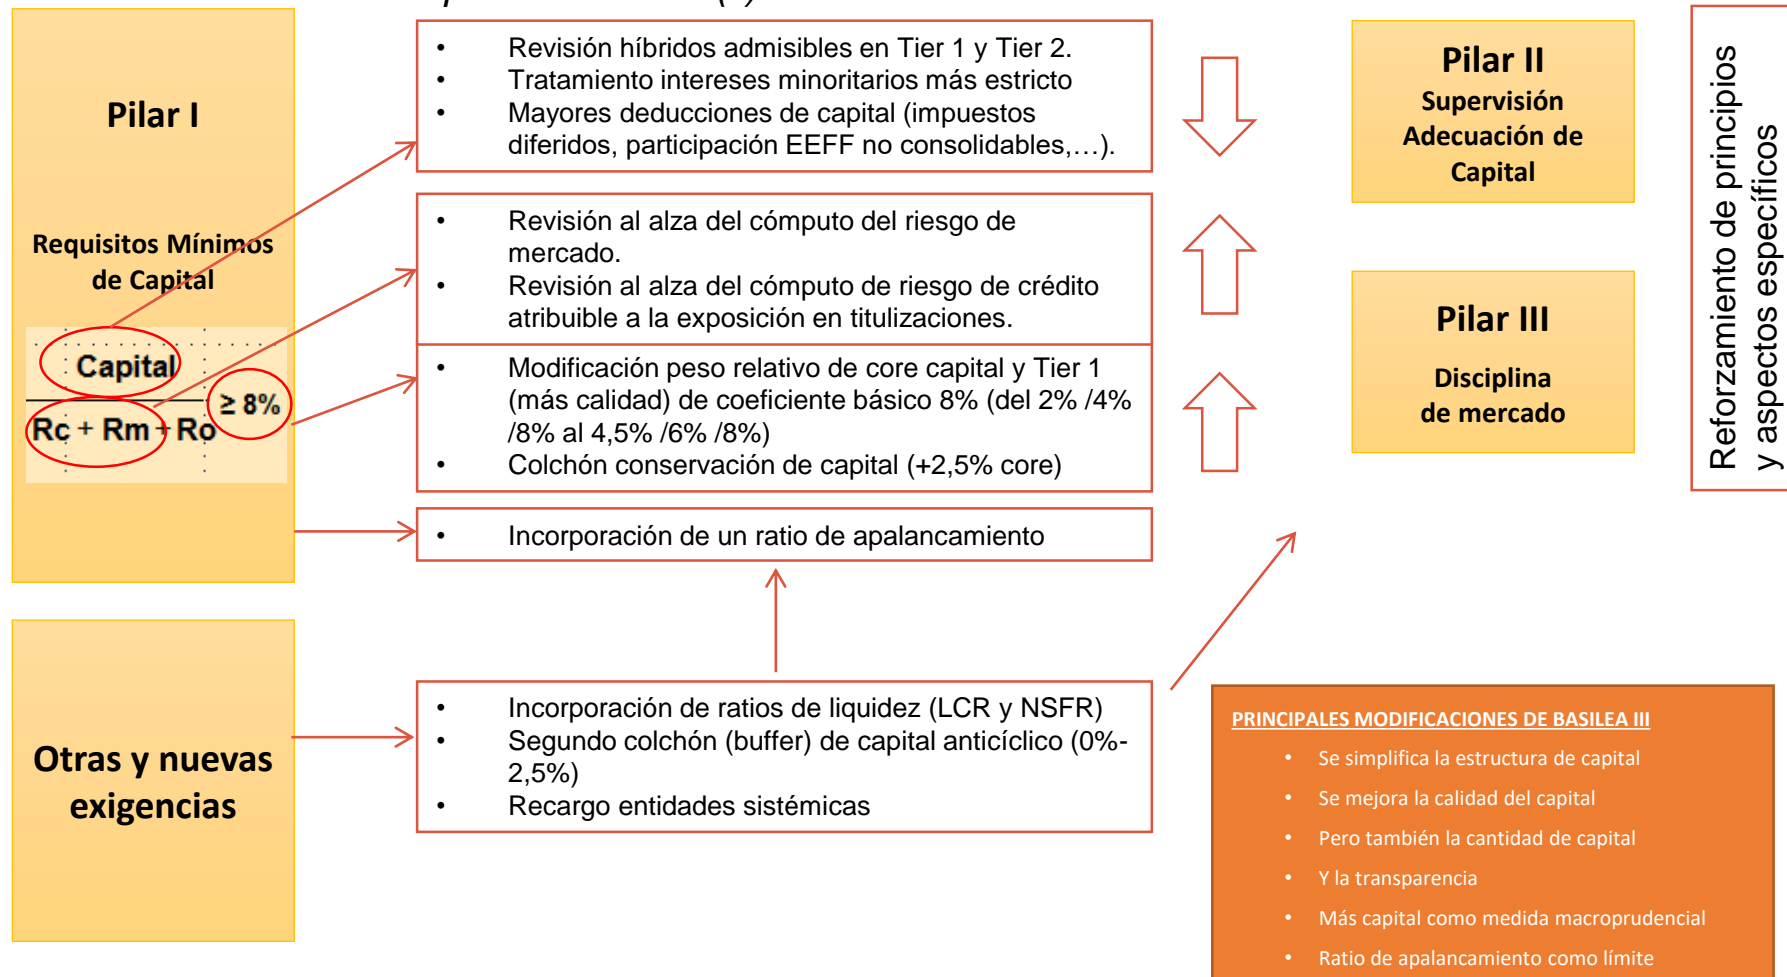 Pilar I
Requisitos Mínimos
de Capital
Capital
Rc + Rm + Ro
≥ 8%
• Revisión híbridos admisibles en Tier 1 y Tier 2.
• Tratamiento intereses minoritarios más estricto
• Mayores deducciones de capital (impuestos
diferidos, participación EEFF no consolidables,…).
• Revisión al alza del cómputo del riesgo de
mercado.
• Revisión al alza del cómputo de riesgo de crédito
atribuible a la exposición en titulizaciones.
• Modificación peso relativo de core capital y Tier 1
(más calidad) de coeficiente básico 8% (del 2% /4%
/8% al 4,5% /6% /8%)
• Colchón conservación de capital (+2,5% core)
• Incorporación de un ratio de apalancamiento
Pilar II
Supervisión
Adecuación de
Capital
Pilar III
Disciplina
de mercado
Reforzamiento de principios
y aspectos específicos
Otras y nuevas
exigencias
• Incorporación de ratios de liquidez (LCR y NSFR)
• Segundo colchón (buffer) de capital anticíclico (0%-
2,5%)
• Recargo entidades sistémicas
PRINCIPALES MODIFICACIONES DE BASILEA III
• Se simplifica la estructura de capital
• Se mejora la calidad del capital
• Pero también la cantidad de capital
• Y la transparencia
• Más capital como medida macroprudencial
• Ratio de apalancamiento como límite